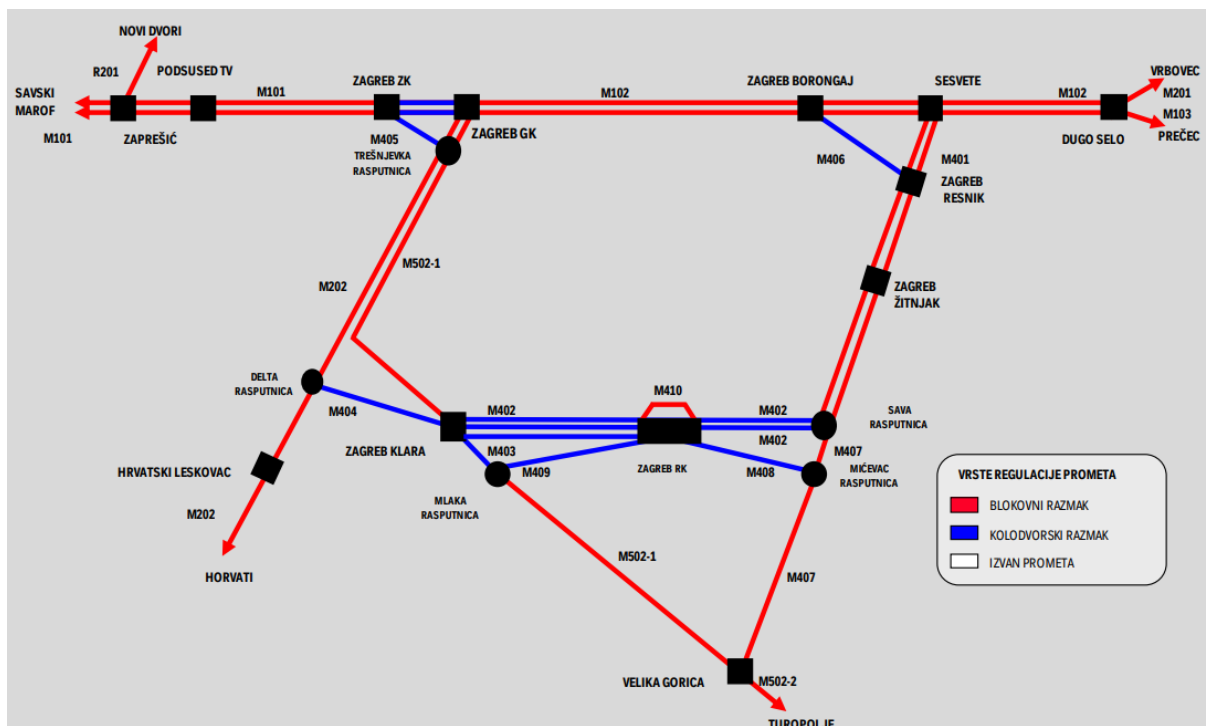 NOVI DVORI
R201
PODSUSED TV
SAVSKI
MAROF
M101
ZAPREŠIĆ
M101
ZAGREB ZK
M405
TREŠNJEVKA
RASPUTNICA
ZAGREB GK
M102
ZAGREB BORONGAJ
SESVETE
M102
VRBOVEC
M201
M103
PREČEC
DUGO SELO
M406
M401
ZAGREB
RESNIK
ZAGREB
ŽITNJAK
M502-1
M202
DELTA
RASPUTNICA
M404
M410
M402
M402
SAVA
RASPUTNICA
M402
ZAGREB KLARA
M403
M409
ZAGREB RK
M408
M407
MIĆEVAC
RASPUTNICA
HRVATSKI LESKOVAC
MLAKA
RASPUTNICA
M202
HORVATI
M502-1
M407
VELIKA GORICA
M502-2
TUROPOLJE
VRSTE REGULACIJE PROMETA
BLOKOVNI RAZMAK
KOLODVORSKI RAZMAK
IZVAN PROMETA